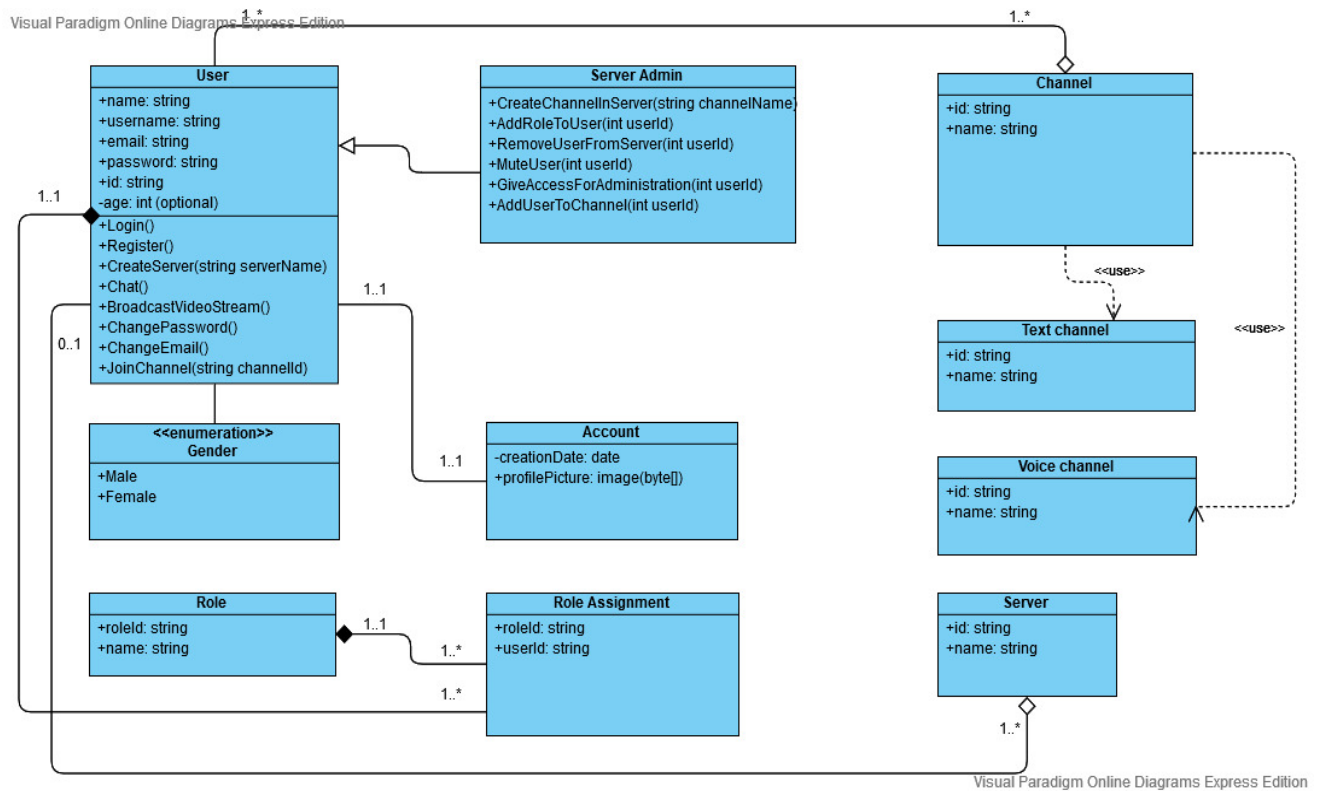 Visual Paradigm Online Diagrams Express Edition
1..*
1..*
User
+name: string
+username: string
+email: string
+password: string
+id: string
-age: int (optional)
+Login()
+Register()
+CreateServer(string serverName)
+Chat()
+BroadcastVideoStream()
+ChangePassword()
+ChangeEmail()
+JoinChannel(string channelId)
Server Admin
+CreateChannelInServer(string channelName)
+AddRoleToUser(int userId)
+RemoveUserFromServer(int userId)
+MuteUser(int userId)
+GiveAccessForAdministration(int userId)
+AddUserToChannel(int userId)
Channel
+id: string
+name: string
1..1
0..1
1..1
1..1
<<use>>
<<use>>
Text channel
+id: string
+name: string
<<enumeration>>
Gender
+Male
+Female
Account
-creationDate: date
+profilePicture: image(byte[])
Voice channel
+id: string
+name: string
Role
+roleId: string
+name: string
1..1
1..*
1..*
Role Assignment
+roleId: string
+userId: string
Server
+id: string
+name: string
1..*
Visual Paradigm Online Diagrams Express Edition